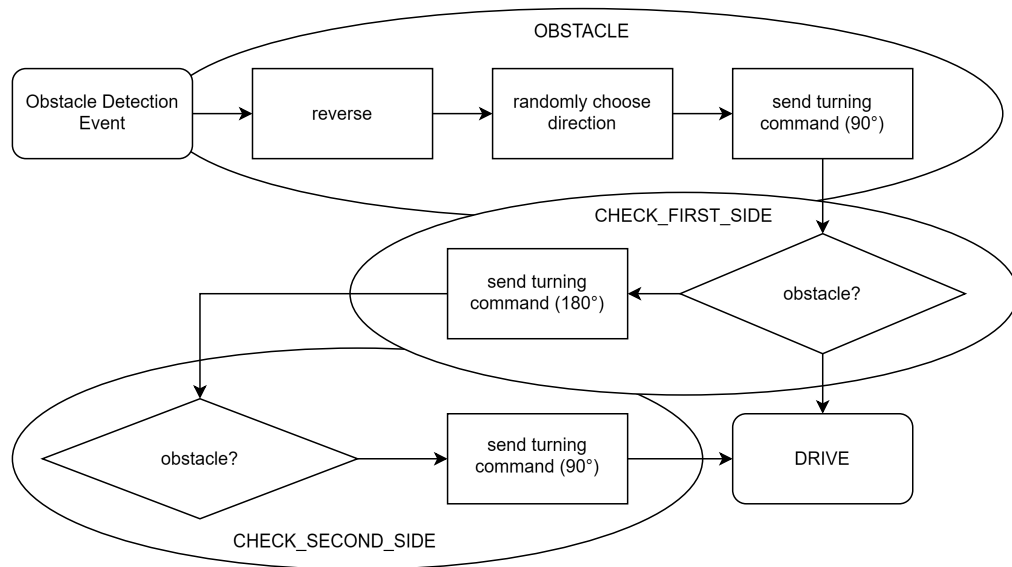 OBSTACLE
Obstacle Detection
Event
reverse
randomly choose
direction
send turning
command (90°)
CHECK_FIRST_SIDE
send turning
command (180°)
obstacle?
obstacle?
send turning
command (90°)
DRIVE
CHECK_SECOND_SIDE